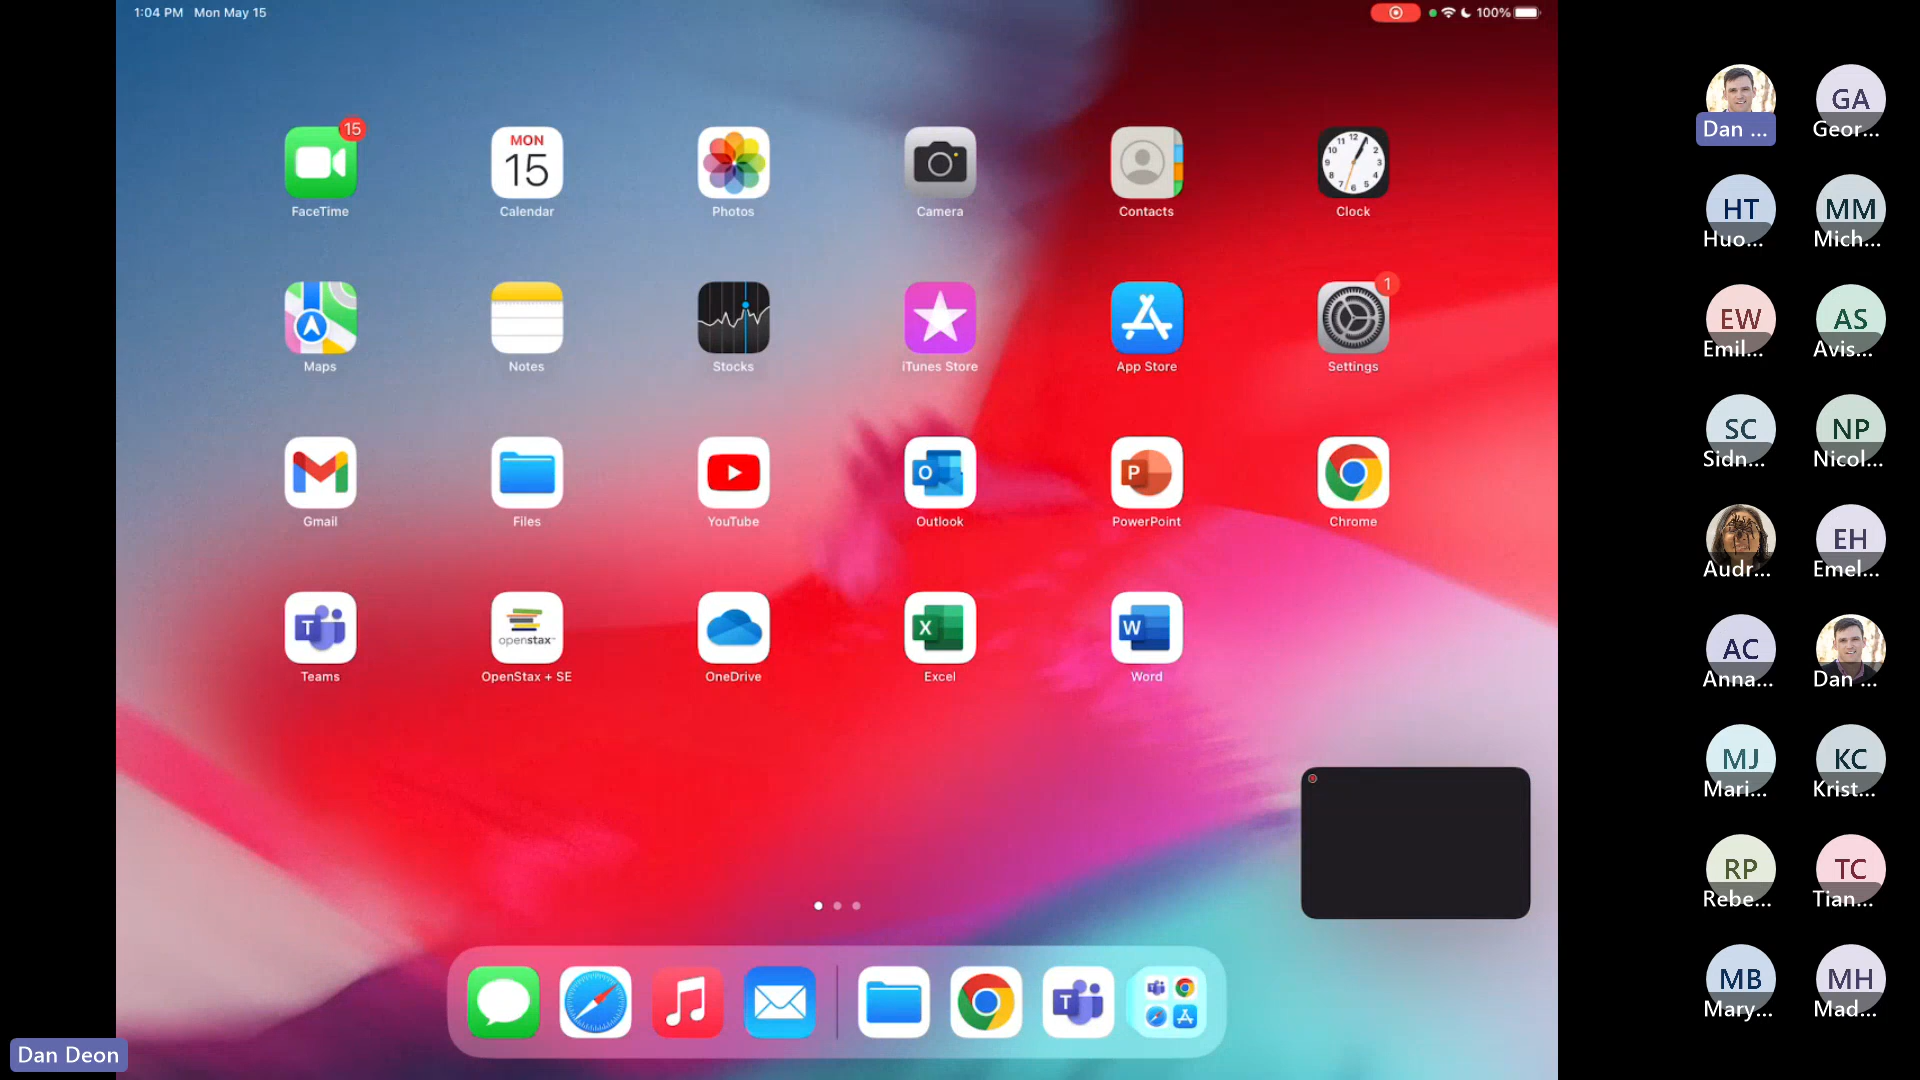 1:04 PM Mon May 15
100%
15
MON
15
12
FaceTime
Calendar
Photos
Camera
Contacts
Clock
1
Maps
Notes
Stocks
iTunes Store
App Store
Settings
O
P
Gmail
Files
YouTube
Outlook
PowerPoint
Chrome
T
openstax
X
W
Teams
OpenStax + SE
OneDrive
Excel
Word
T
Dan Deon
Dan ...
GA
Geor...
HT
Huo...
MM
Mich...
EW
Emil...
AS
Avis...
SC
Sidn...
NP
Nicol...
Audr...
EH
Emel...
AC
Anna...
Dan ...
MJ
Mari...
KC
Krist...
RP
Rebe...
TC
Tian...
MB
Mary...
MH
Mad...